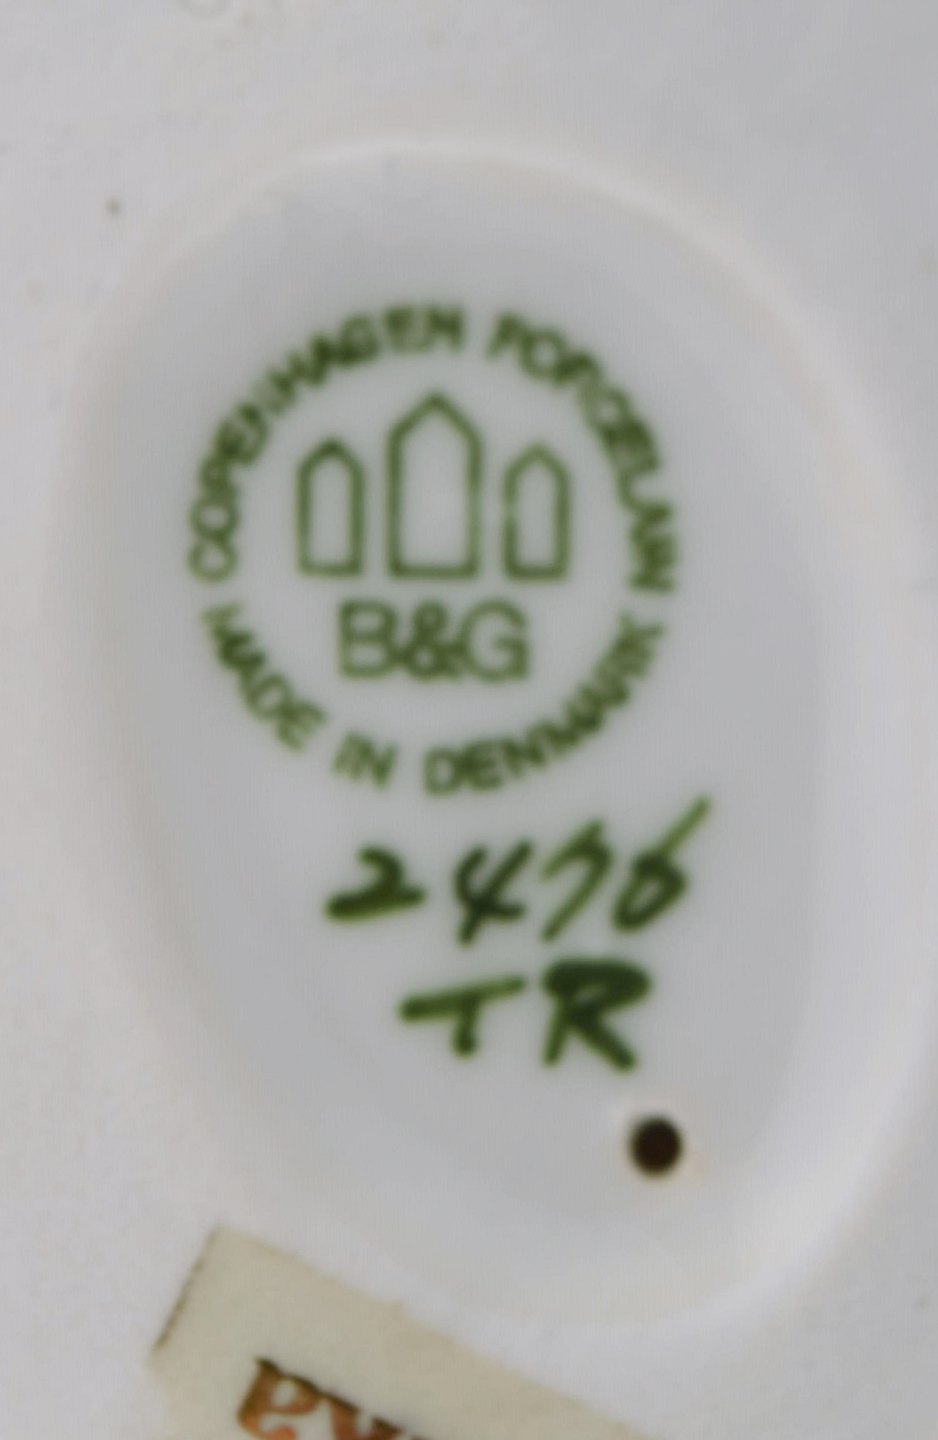 COPENHAGEN PORCELAIN
B&G
MADE IN DENMARK
2476
TR